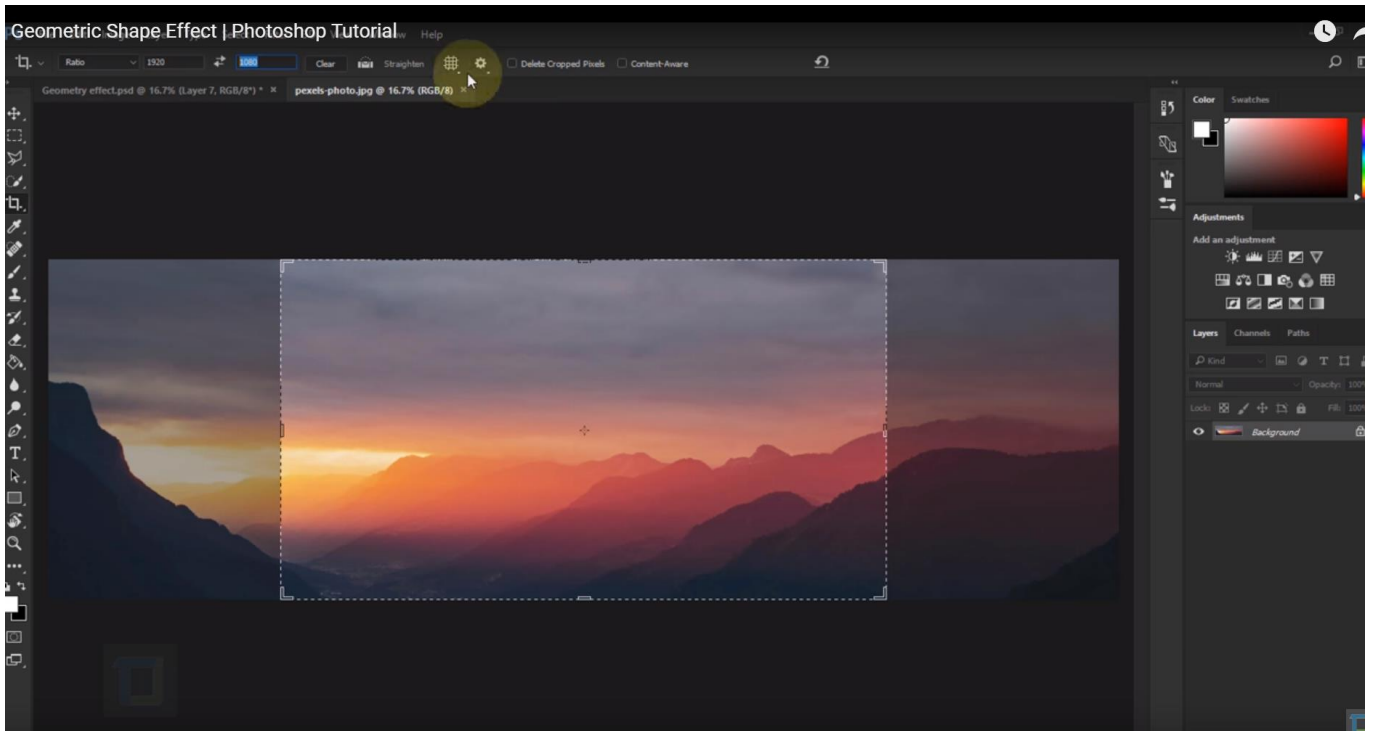 Geometric Shape Effect | Photoshop Tutorial
Help
Ratio 1920 1080 Clear Straighten Delete Cropped Pixels Content-Aware
Geometry effect.psd @ 16.7% (Layer 7, RGB/8*) * × pexels-photo.jpg @ 16.7% (RGB/8) ×
Color Swatches
Adjustments
Add an adjustment
Layers Channels Paths
Kind
Normal Opacity: 100%
Lock: Fill: 100%
Background